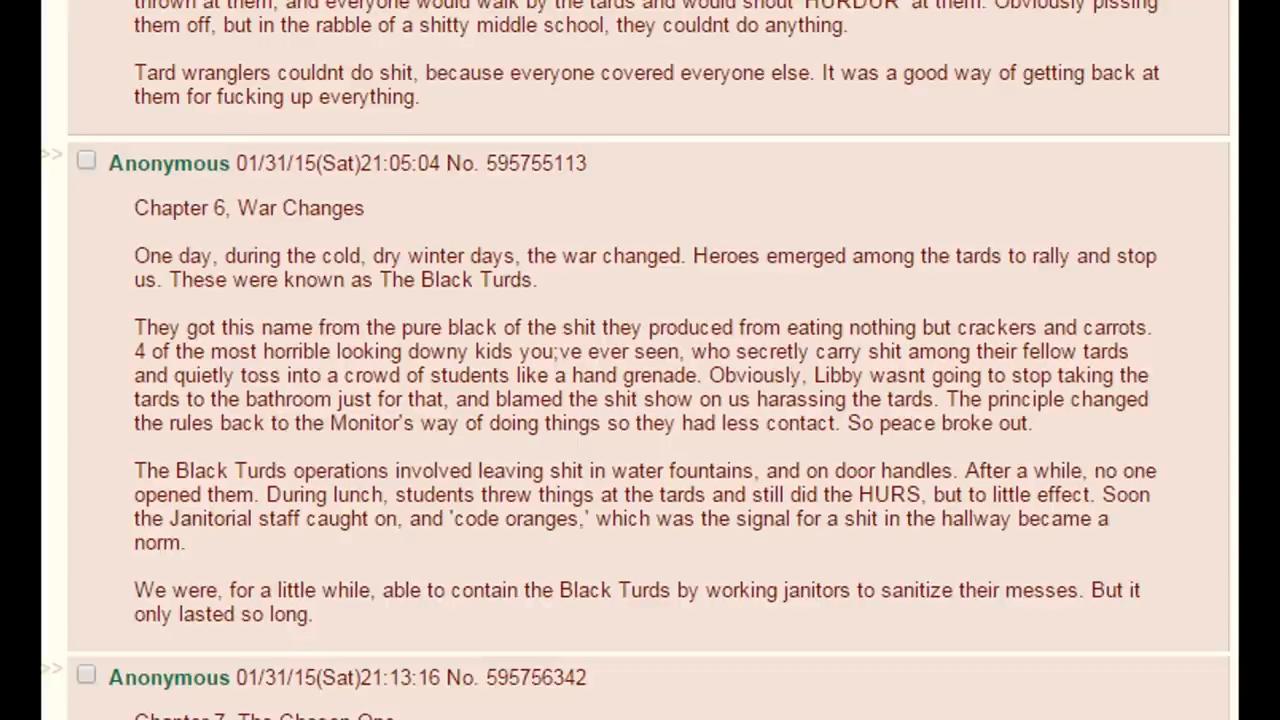 thrown at them, and everyone would walk by the tards and would shout 'HURDUR' at them. Obviously pissing
them off, but in the rabble of a shitty middle school, they couldnt do anything.
Tard wranglers couldnt do shit, because everyone covered everyone else. It was a good way of getting back at
them for fucking up everything.
>>
Anonymous 01/31/15(Sat)21:05:04 No. 595755113
Chapter 6, War Changes
One day, during the cold, dry winter days, the war changed. Heroes emerged among the tards to rally and stop
us. These were known as The Black Turds.
They got this name from the pure black of the shit they produced from eating nothing but crackers and carrots.
4 of the most horrible looking downy kids you;ve ever seen, who secretly carry shit among their fellow tards
and quietly toss into a crowd of students like a hand grenade. Obviously, Libby wasnt going to stop taking the
tards to the bathroom just for that, and blamed the shit show on us harassing the tards. The principle changed
the rules back to the Monitor's way of doing things so they had less contact. So peace broke out.
The Black Turds operations involved leaving shit in water fountains, and on door handles. After a while, no one
opened them. During lunch, students threw things at the tards and still did the HURS, but to little effect. Soon
the Janitorial staff caught on, and 'code oranges,' which was the signal for a shit in the hallway became a
norm.
We were, for a little while, able to contain the Black Turds by working janitors to sanitize their messes. But it
only lasted so long.
>>
Anonymous 01/31/15(Sat)21:13:16 No. 595756342
Chapter 7, The Chosen One